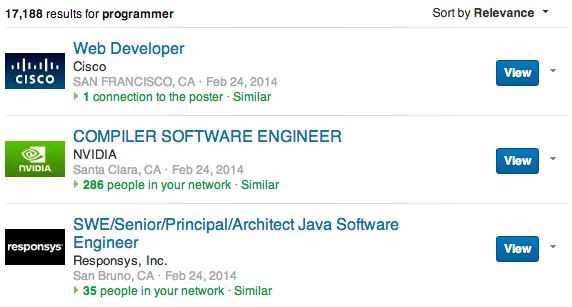 17,188 results for programmer
Sort by Relevance
CISCO
Web Developer
Cisco
SAN FRANCISCO, CA · Feb 24, 2014
1 connection to the poster · Similar
View
NVIDIA
COMPILER SOFTWARE ENGINEER
NVIDIA
Santa Clara, CA · Feb 24, 2014
286 people in your network · Similar
View
responsys
SWE/Senior/Principal/Architect Java Software
Engineer
Responsys, Inc.
San Bruno, CA · Feb 24, 2014
35 people in your network · Similar
View